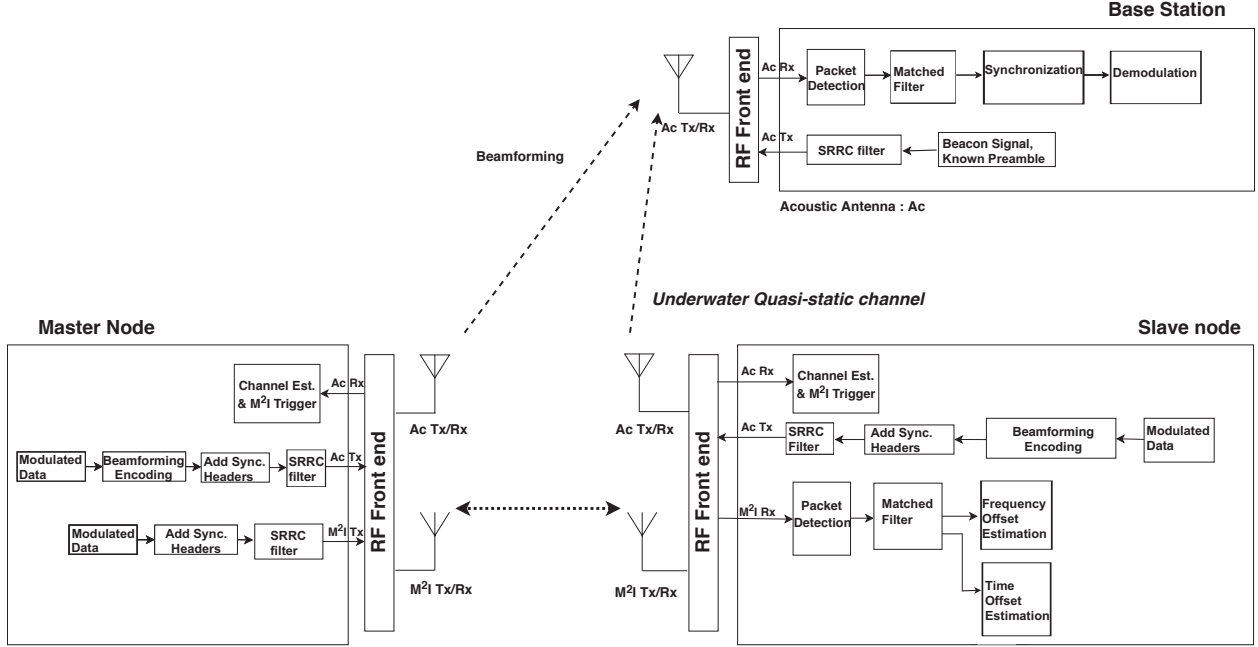 Base Station
RF Front end
Ac Rx
Packet
Detection
Matched
Filter
Synchronization
Demodulation
Ac Tx/Rx
Ac Tx
SRRC filter
Beacon Signal,
Known Preamble
Beamforming
Acoustic Antenna : Ac
Underwater Quasi-static channel
Master Node
Channel Est.
& M²I Trigger
Ac Rx
Ac Tx/Rx
Modulated
Data
Beamforming
Encoding
Add Sync.
Headers
SRRC
filter
Ac Tx
RF Front end
Modulated
Data
Add Sync.
Headers
SRRC
filter
M²I Tx
M²I Tx/Rx
Slave node
Ac Rx
Channel Est.
& M²I Trigger
Ac Tx/Rx
Ac Tx
SRRC
Filter
Add Sync.
Headers
Beamforming
Encoding
Modulated
Data
RF Front end
M²I Rx
Packet
Detection
Matched
Filter
Frequency
Offset
Estimation
Time
Offset
Estimation
M²I Tx/Rx